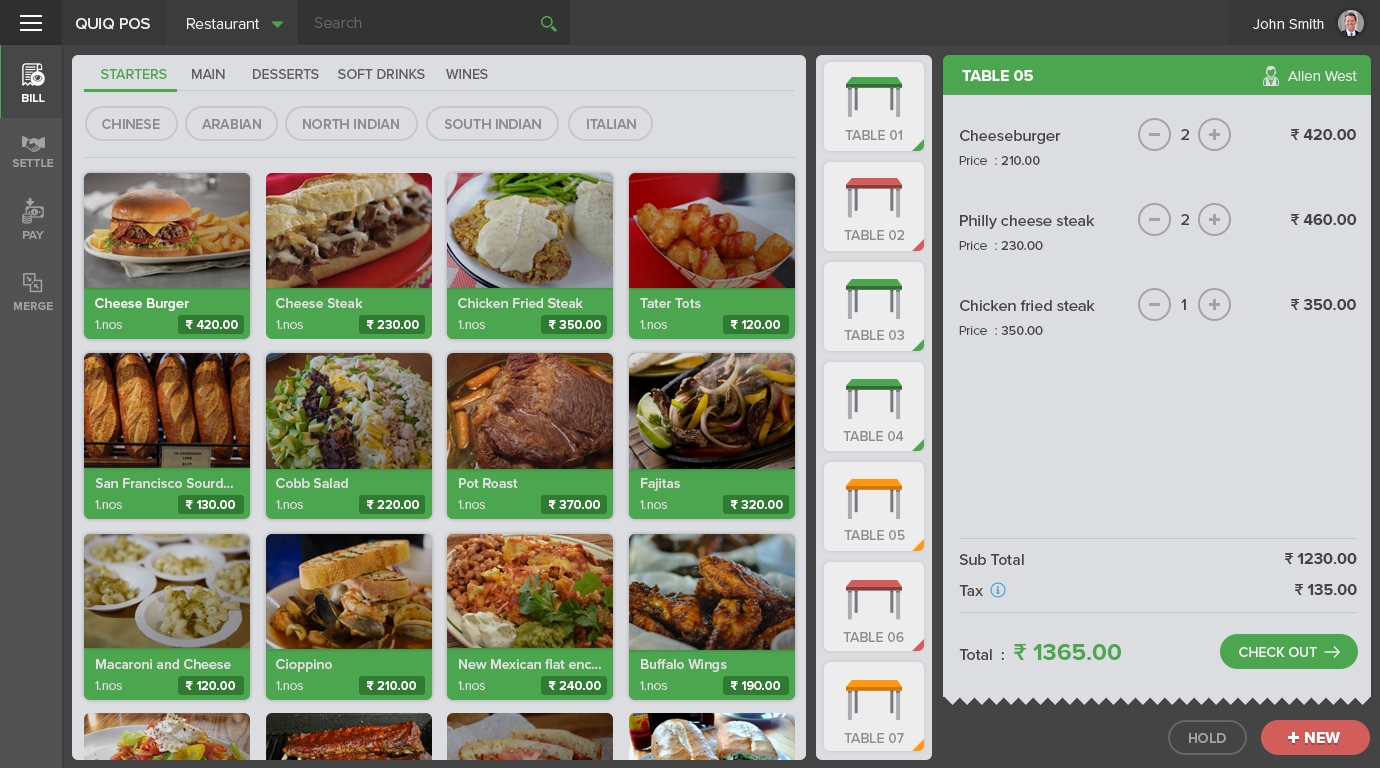 QUIQ POS
Restaurant
Search
John Smith
BILL
SETTLE
PAY
MERGE
STARTERS MAIN DESSERTS SOFT DRINKS WINES
CHINESE ARABIAN NORTH INDIAN SOUTH INDIAN ITALIAN
Cheese Burger
1.nos ₹ 420.00
Cheese Steak
1.nos ₹ 230.00
Chicken Fried Steak
1.nos ₹ 350.00
Tater Tots
1.nos ₹ 120.00
San Francisco Sourd...
1.nos ₹ 130.00
Cobb Salad
1.nos ₹ 220.00
Pot Roast
1.nos ₹ 370.00
Fajitas
1.nos ₹ 320.00
Macaroni and Cheese
1.nos ₹ 120.00
Cioppino
1.nos ₹ 210.00
New Mexican flat enc...
1.nos ₹ 240.00
Buffalo Wings
1.nos ₹ 190.00
TABLE 01
TABLE 02
TABLE 03
TABLE 04
TABLE 05
TABLE 06
TABLE 07
TABLE 05 Allen West
Cheeseburger 2 ₹ 420.00
Price : 210.00
Philly cheese steak 2 ₹ 460.00
Price : 230.00
Chicken fried steak 1 ₹ 350.00
Price : 350.00
Sub Total ₹ 1230.00
Tax ₹ 135.00
Total : ₹ 1365.00 CHECK OUT
HOLD + NEW